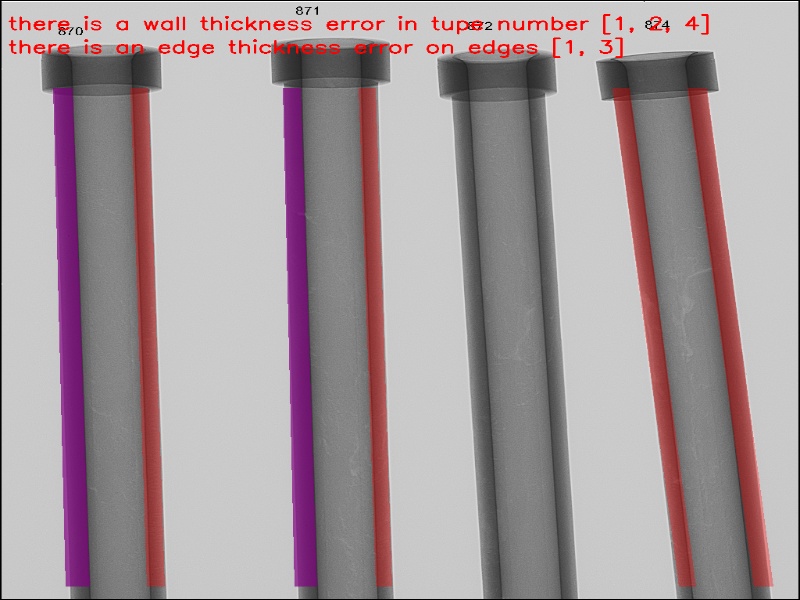 871
there is a wall thickness error in tupe number [1, 2, 4]
870 872 874
there is an edge thickness error on edges [1, 3]